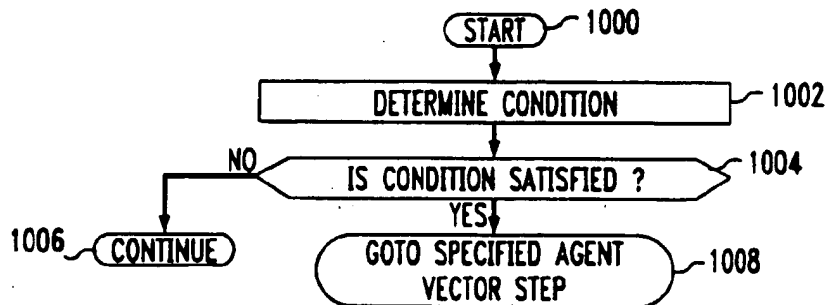 START
1000
DETERMINE CONDITION
1002
NO
IS CONDITION SATISFIED ?
1004
YES
1006
CONTINUE
GOTO SPECIFIED AGENT
VECTOR STEP
1008